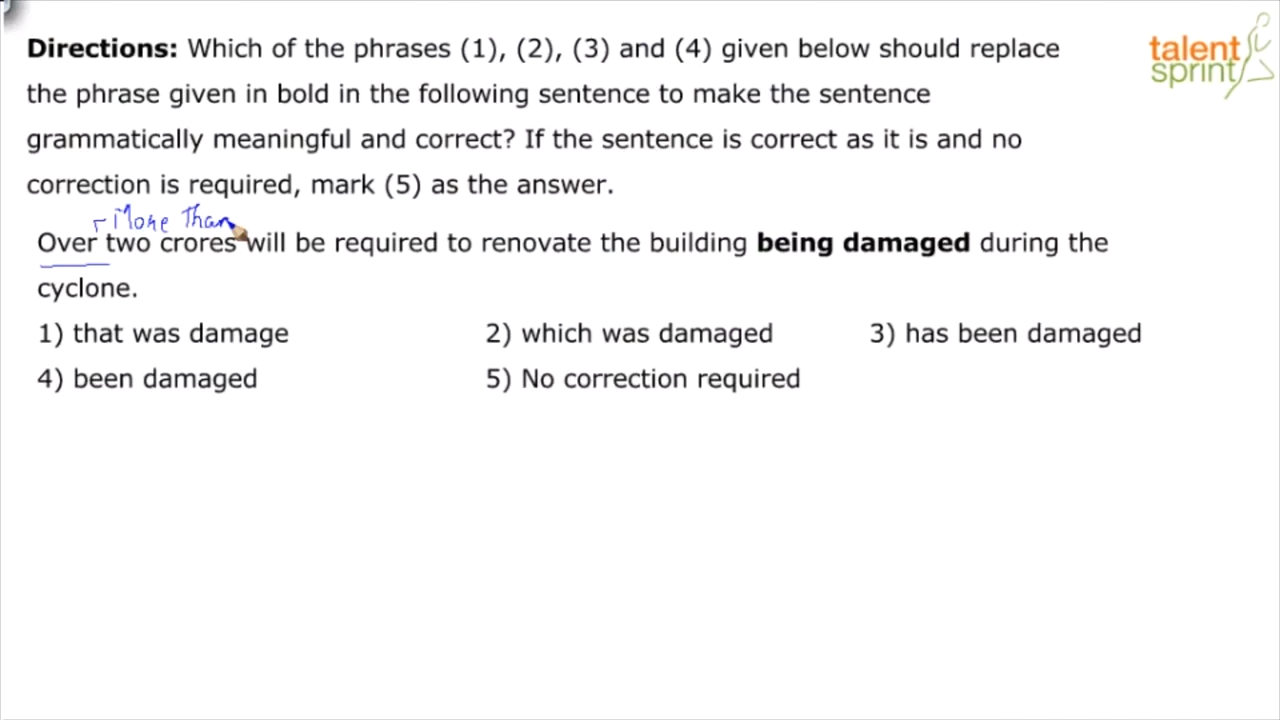 Directions: Which of the phrases (1), (2), (3) and (4) given below should replace
the phrase given in bold in the following sentence to make the sentence
grammatically meaningful and correct? If the sentence is correct as it is and no
correction is required, mark (5) as the answer.
More Than
Over two crores will be required to renovate the building being damaged during the
cyclone.
1) that was damage 2) which was damaged 3) has been damaged
4) been damaged 5) No correction required
talent
sprint